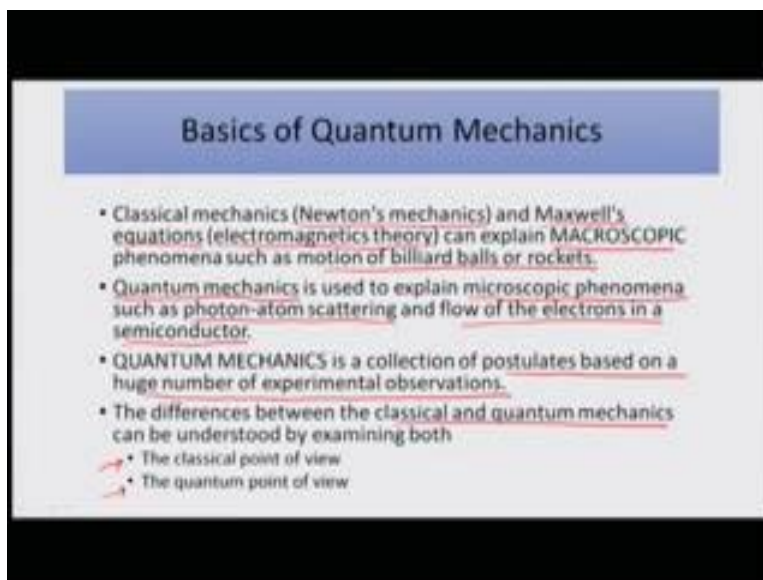 Basics of Quantum Mechanics
• Classical mechanics (Newton's mechanics) and Maxwell's
equations (electromagnetics theory) can explain MACROSCOPIC
phenomena such as motion of billiard balls or rockets.
• Quantum mechanics is used to explain microscopic phenomena
such as photon-atom scattering and flow of the electrons in a
semiconductor.
• QUANTUM MECHANICS is a collection of postulates based on a
huge number of experimental observations.
• The differences between the classical and quantum mechanics
can be understood by examining both
• The classical point of view
• The quantum point of view